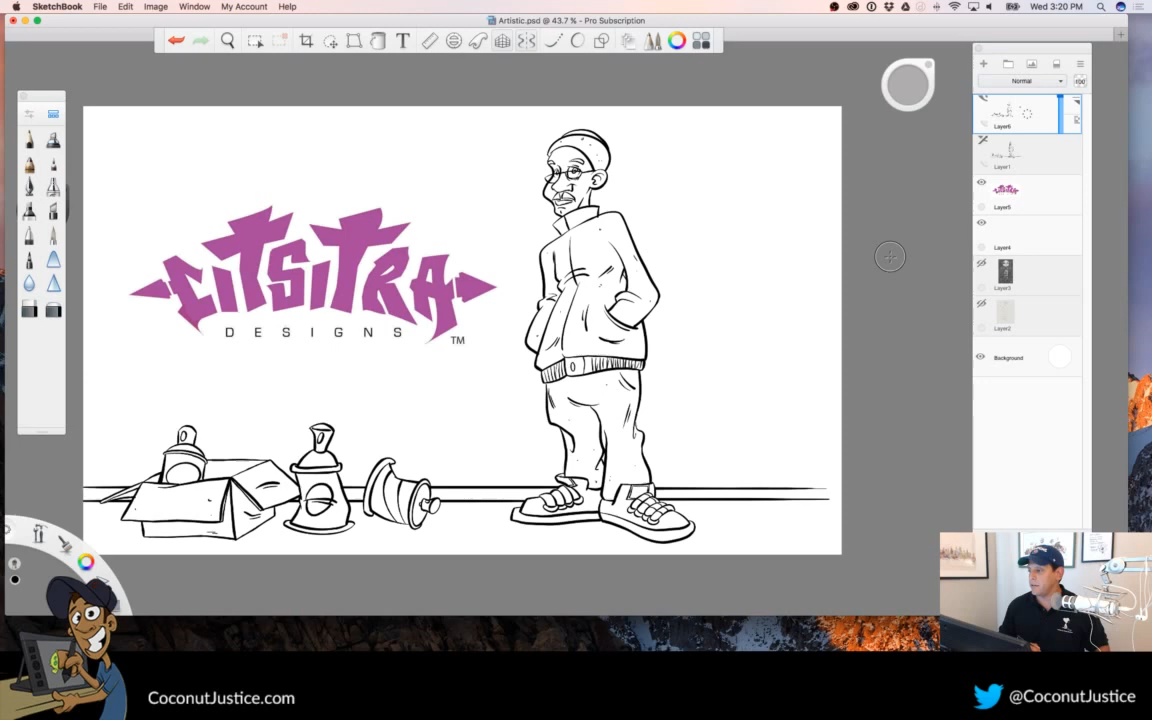 SketchBook File Edit Image Window My Account Help Wed 3:20 PM
Artistic.psd @ 43.7 % - Pro Subscription
T
Normal
Layer6
Layer1
CiTSiTRA
Layer5
DESIGNS
TM
Layer4
Layer3
Layer2
Background
CoconutJustice.com
@CoconutJustice